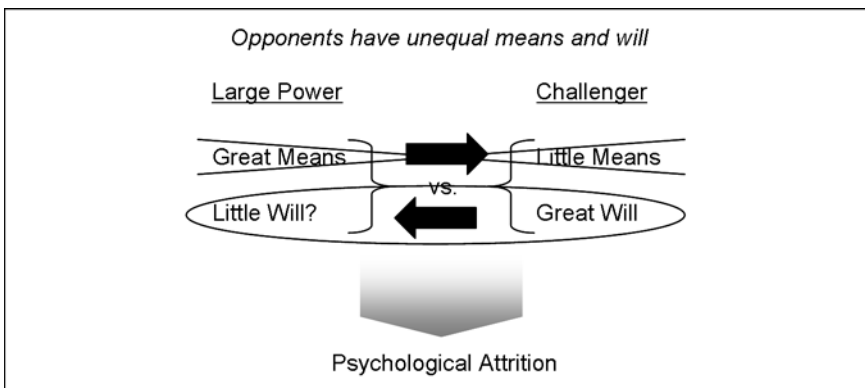 Opponents have unequal means and will
Large Power Challenger
Great Means Little Means
vs.
Little Will? Great Will
Psychological Attrition